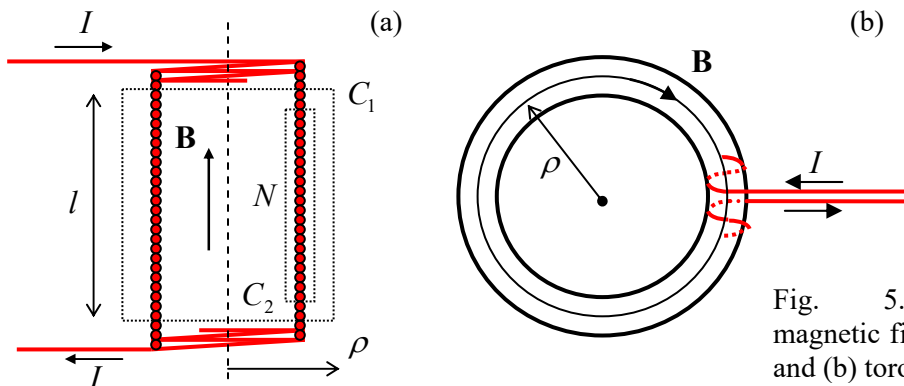 (a)
I
C₁
B
l
N
C₂
ρ
I
(b)
B
ρ
I
Fig. 5.
magnetic fi
and (b) toro